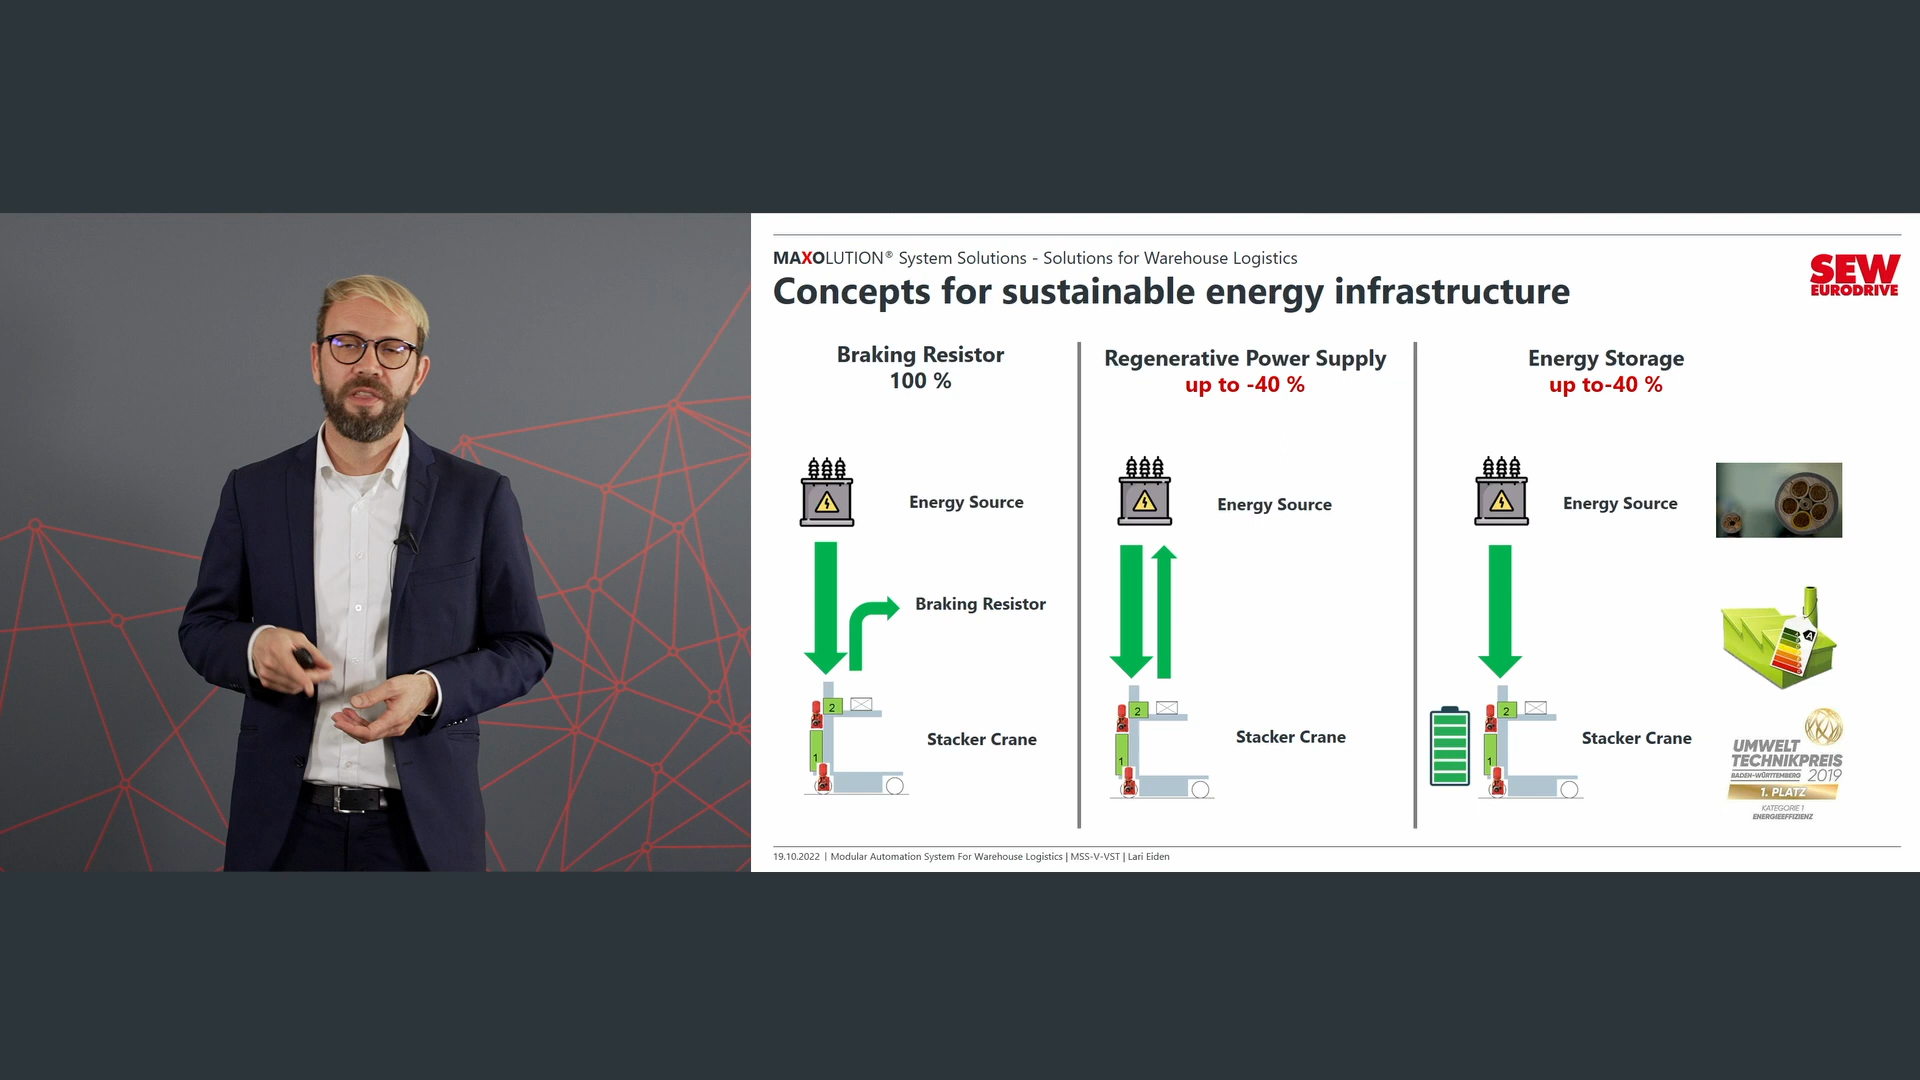 MAXOLUTION® System Solutions - Solutions for Warehouse Logistics
Concepts for sustainable energy infrastructure
SEW
EURODRIVE
Braking Resistor
100 %
Energy Source
Braking Resistor
2
1
Stacker Crane
Regenerative Power Supply
up to -40 %
Energy Source
2
1
Stacker Crane
Energy Storage
up to-40 %
Energy Source
2
1
Stacker Crane
A
UMWELT
TECHNIKPREIS
BADEN-WÜRTTEMBERG 2019
1. PLATZ
KATEGORIE 1
ENERGIEEFFIZIENZ
19.10.2022 | Modular Automation System For Warehouse Logistics | MSS-V-VST | Lari Eiden